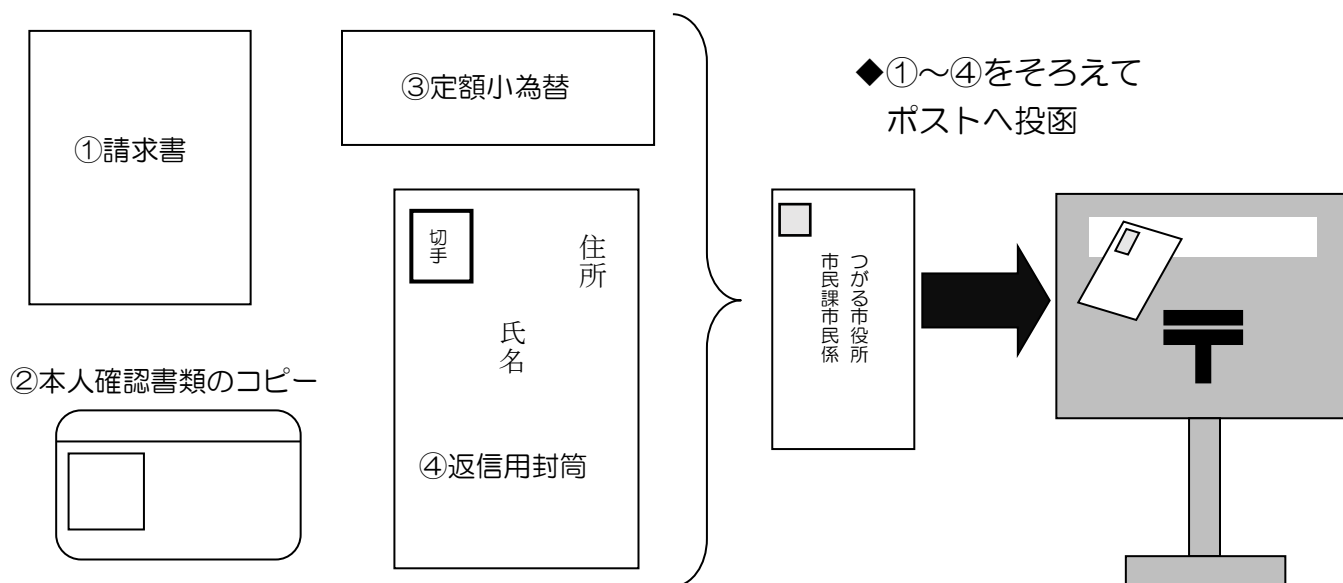 ①請求書
②本人確認書類のコピー
③定額小為替
切手
住所
氏名
④返信用封筒
つがる市役所
市民課市民係
◆①～④をそろえて
ポストへ投函
〒